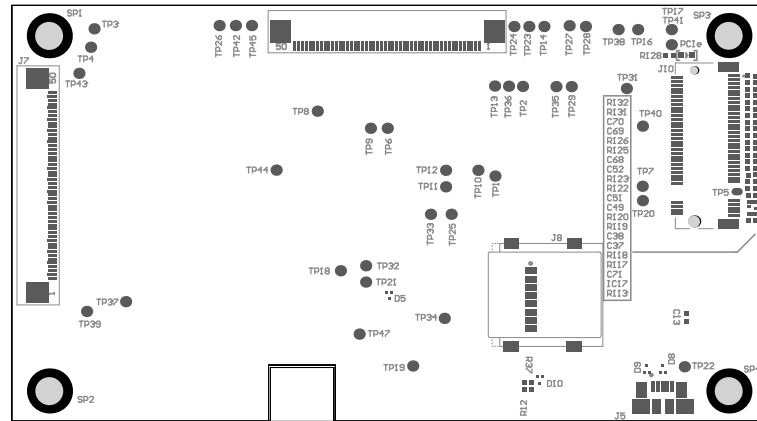 SP1
TP3
TP4
TP43
J7
50
1
TP26
TP42
TP45
50
1
TP24
TP23
TP14
TP27
TP28
TP38
TP16
TP17
TP41
SP3
PCIe
R128
J10
TP31
TP13
TP36
TP2
TP35
TP29
TP8
TP9
TP6
TP44
TP12
TP11
TP10
TP1
TP33
TP25
R132
R131
C70
C69
R126
R125
C68
C52
R123
R122
C51
C49
R120
R119
C38
C37
R118
R117
C71
IC17
R113
TP40
TP7
TP20
TP5
J8
TP18
TP32
TP21
D5
TP37
TP39
TP34
TP47
TP19
C13
R37
D10
R12
D9
D8
TP22
J5
SP2
SP4